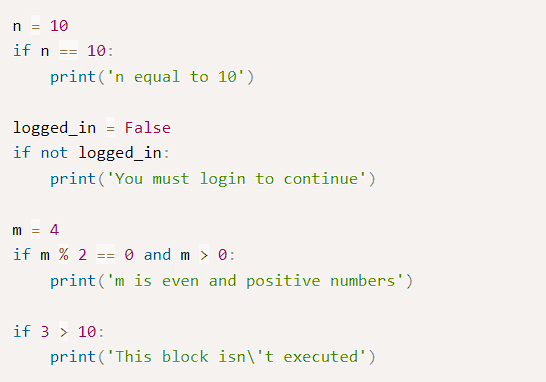 n = 10
if n == 10:
    print('n equal to 10')

logged_in = False
if not logged_in:
    print('You must login to continue')

m = 4
if m % 2 == 0 and m > 0:
    print('m is even and positive numbers')

if 3 > 10:
    print('This block isn\'t executed')